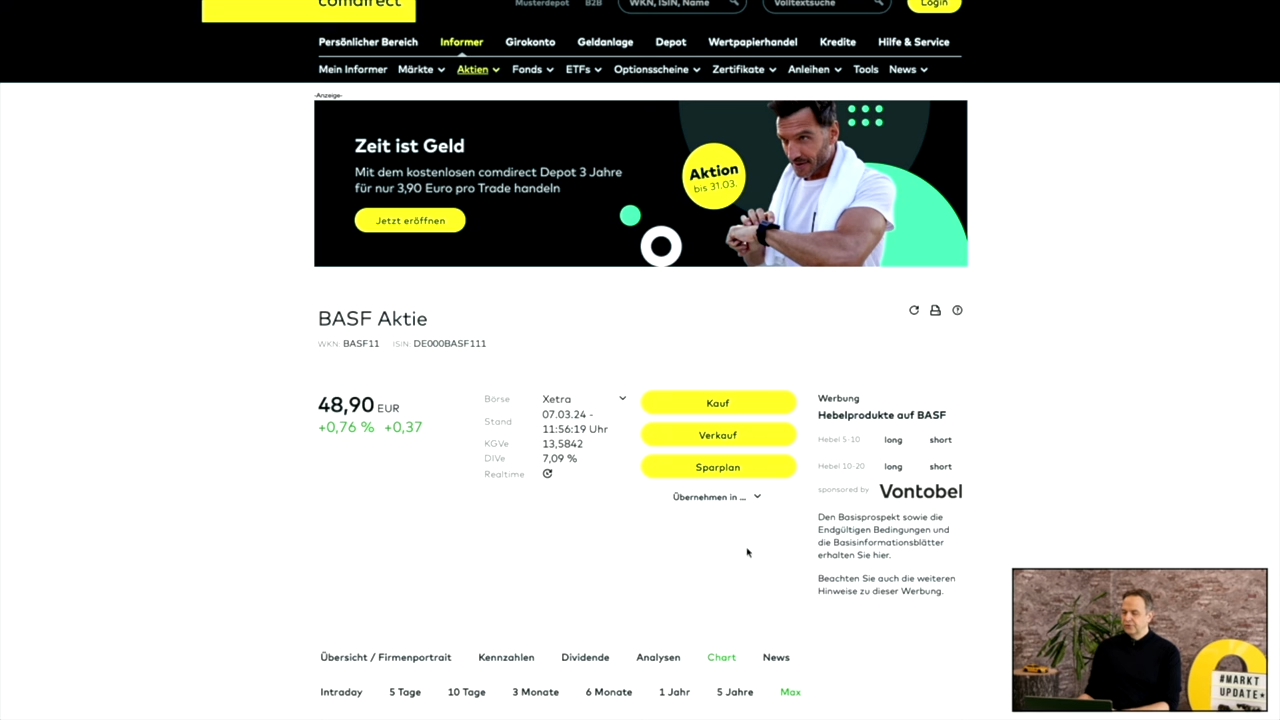 comdirect
Musterdepot B2B WKN, ISIN, Name Volltextsuche Login
Persönlicher Bereich Informer Girokonto Geldanlage Depot Wertpapierhandel Kredite Hilfe & Service
Mein Informer Märkte Aktien Fonds ETFs Optionsscheine Zertifikate Anleihen Tools News
-Anzeige-
Zeit ist Geld
Mit dem kostenlosen comdirect Depot 3 Jahre
für nur 3,90 Euro pro Trade handeln
Jetzt eröffnen
Aktion
bis 31.03.
BASF Aktie
WKN: BASF11 ISIN: DE000BASF111
48,90 EUR
+0,76 % +0,37
Börse Xetra
Stand 07.03.24 -
11:56:19 Uhr
KGVe 13,5842
DIVe 7,09 %
Realtime
Kauf
Verkauf
Sparplan
Übernehmen in ...
Werbung
Hebelprodukte auf BASF
Hebel 5-10 long short
Hebel 10-20 long short
sponsored by Vontobel
Den Basisprospekt sowie die
Endgültigen Bedingungen und
die Basisinformationsblätter
erhalten Sie hier.
Beachten Sie auch die weiteren
Hinweise zu dieser Werbung.
Übersicht / Firmenportrait Kennzahlen Dividende Analysen Chart News
Intraday 5 Tage 10 Tage 3 Monate 6 Monate 1 Jahr 5 Jahre Max
#MARKT
UPDATE